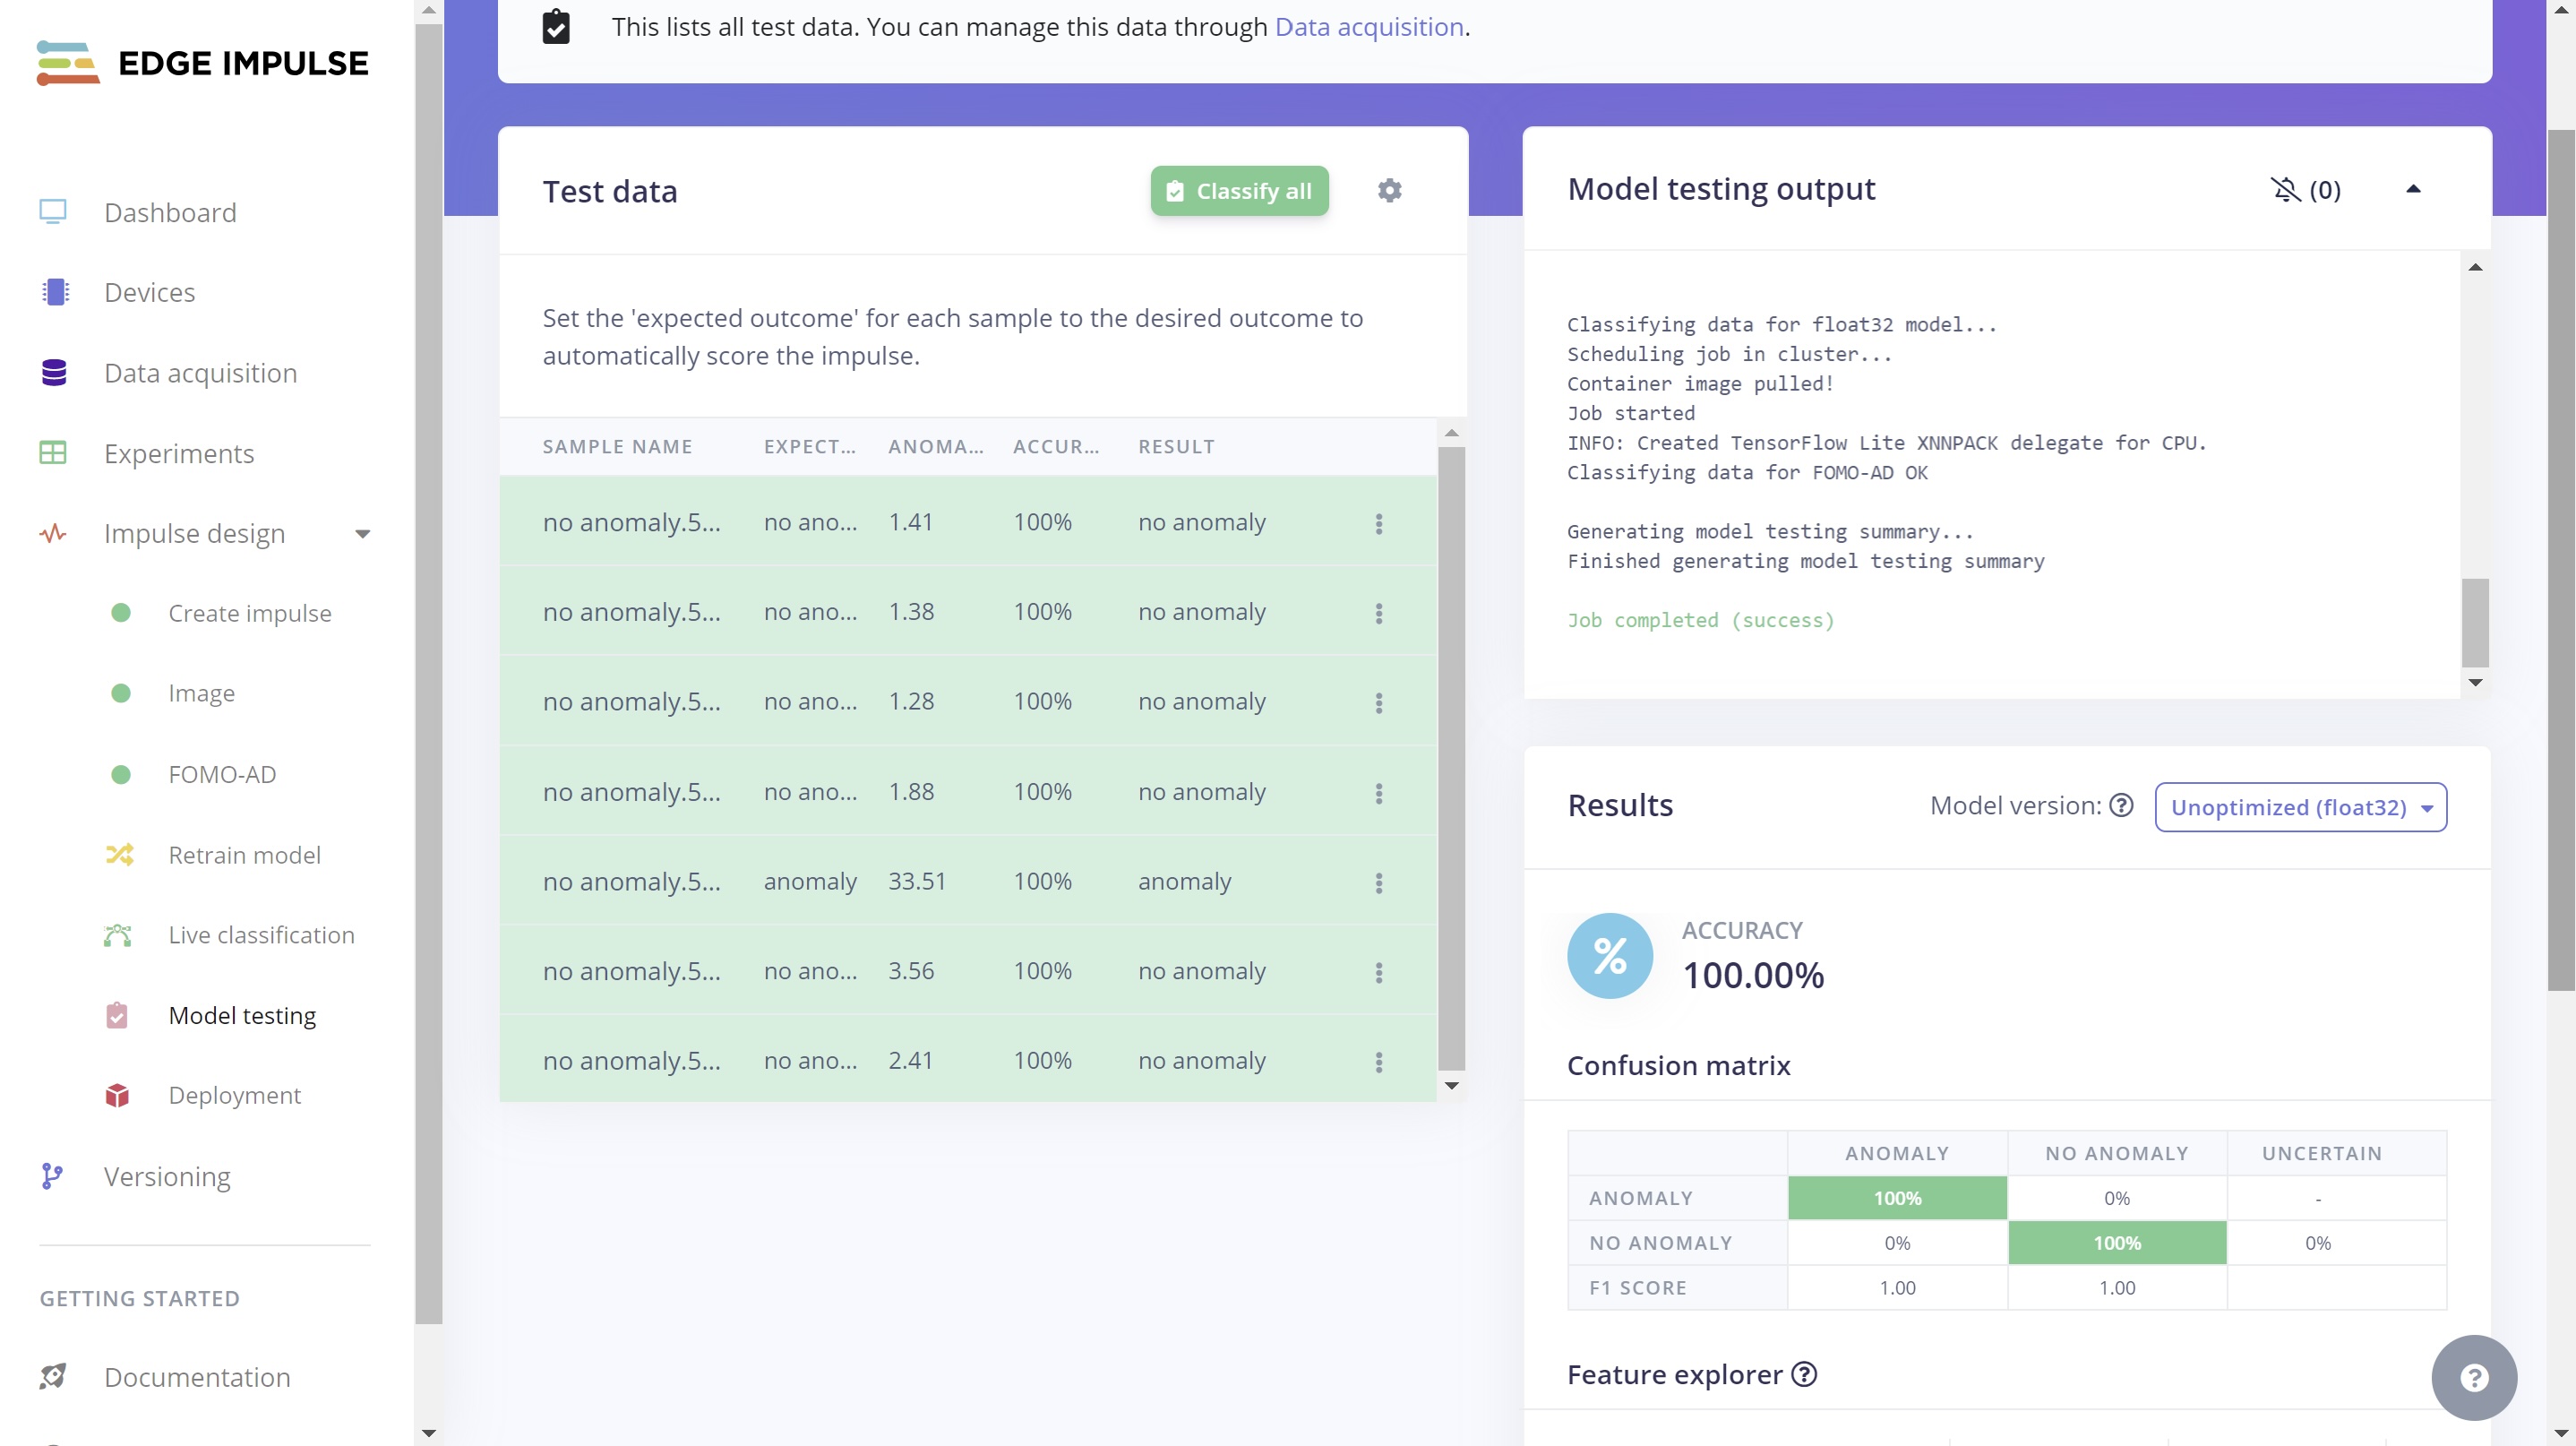 EDGE IMPULSE
Dashboard
Devices
Data acquisition
Experiments
Impulse design
Create impulse
Image
FOMO-AD
Retrain model
Live classification
Model testing
Deployment
Versioning
GETTING STARTED
Documentation
This lists all test data. You can manage this data through Data acquisition.
Test data
Classify all
Set the 'expected outcome' for each sample to the desired outcome to
automatically score the impulse.
SAMPLE NAME EXPECT... ANOMA... ACCUR... RESULT
no anomaly.5... no ano... 1.41 100% no anomaly
no anomaly.5... no ano... 1.38 100% no anomaly
no anomaly.5... no ano... 1.28 100% no anomaly
no anomaly.5... no ano... 1.88 100% no anomaly
no anomaly.5... anomaly 33.51 100% anomaly
no anomaly.5... no ano... 3.56 100% no anomaly
no anomaly.5... no ano... 2.41 100% no anomaly
Model testing output
(0)
Classifying data for float32 model...
Scheduling job in cluster...
Container image pulled!
Job started
INFO: Created TensorFlow Lite XNNPACK delegate for CPU.
Classifying data for FOMO-AD OK
Generating model testing summary...
Finished generating model testing summary
Job completed (success)
Results
Model version: ? Unoptimized (float32)
%
ACCURACY
100.00%
Confusion matrix
ANOMALY NO ANOMALY UNCERTAIN
ANOMALY 100% 0% -
NO ANOMALY 0% 100% 0%
F1 SCORE 1.00 1.00
Feature explorer ?
?